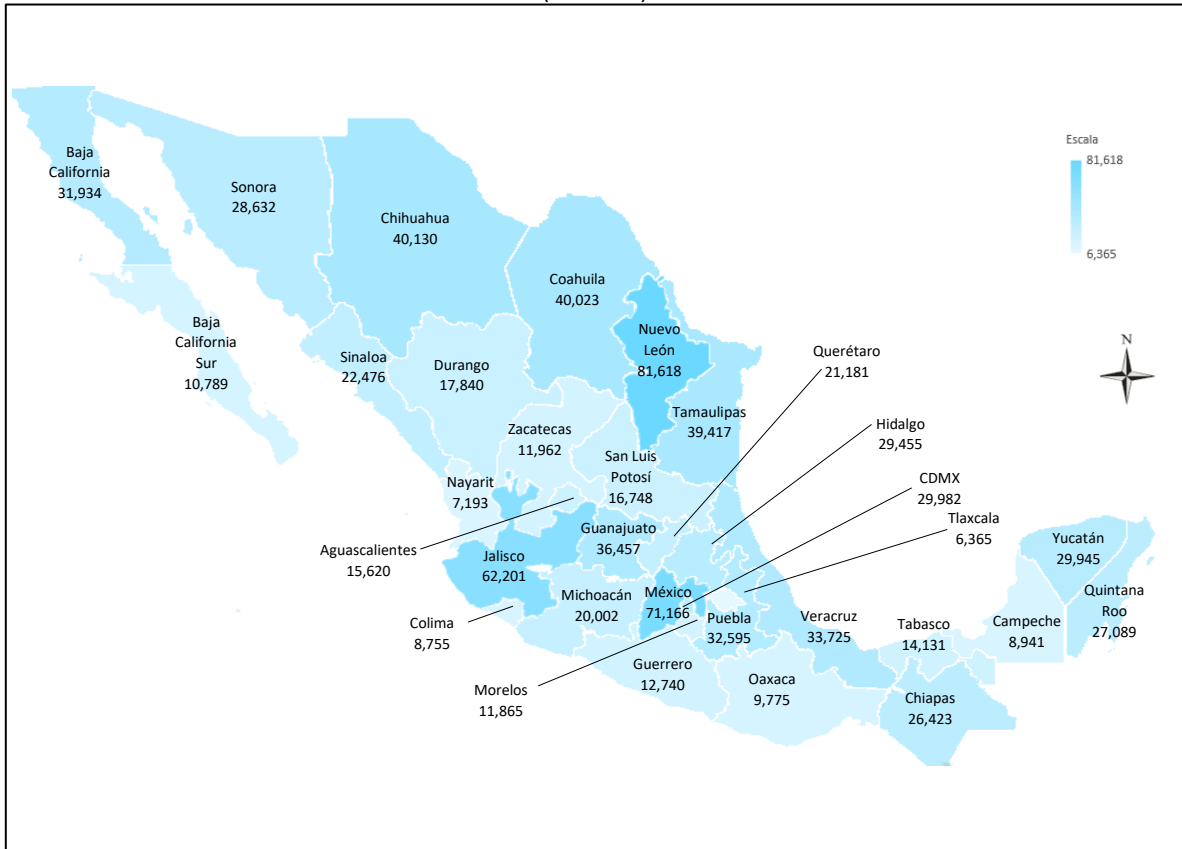 Escala
81,618
6,365
N
Baja
California
31,934
Sonora
28,632
Chihuahua
40,130
Coahuila
40,023
Nuevo
León
81,618
Baja
California
Sur
10,789
Sinaloa
22,476
Durango
17,840
Querétaro
21,181
Tamaulipas
39,417
Zacatecas
11,962
Hidalgo
29,455
San Luis
Potosí
16,748
Nayarit
7,193
CDMX
29,982
Tlaxcala
6,365
Aguascalientes
15,620
Guanajuato
36,457
Jalisco
62,201
Yucatán
29,945
Michoacán
20,002
México
71,166
Quintana
Roo
27,089
Colima
8,755
Puebla
32,595
Veracruz
33,725
Tabasco
14,131
Campeche
8,941
Guerrero
12,740
Oaxaca
9,775
Morelos
11,865
Chiapas
26,423